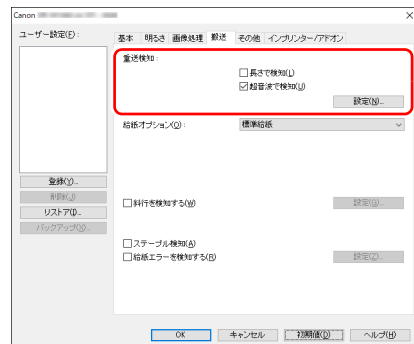 Canon
ユーザー設定(F):
基本 明るさ 画像処理 搬送 その他 インプリンター/アドオン
重送検知:
長さで検知(L)
超音波で検知(U)
設定(N)...
給紙オプション(O):
標準給紙
登録(Y)...
削除(J)
リストア(T)...
バックアップ(X)...
斜行を検知する(W)
設定(G)...
ステープル検知(A)
給紙エラーを検知する(R)
設定(Z)...
OK キャンセル 初期値(D) ヘルプ(H)